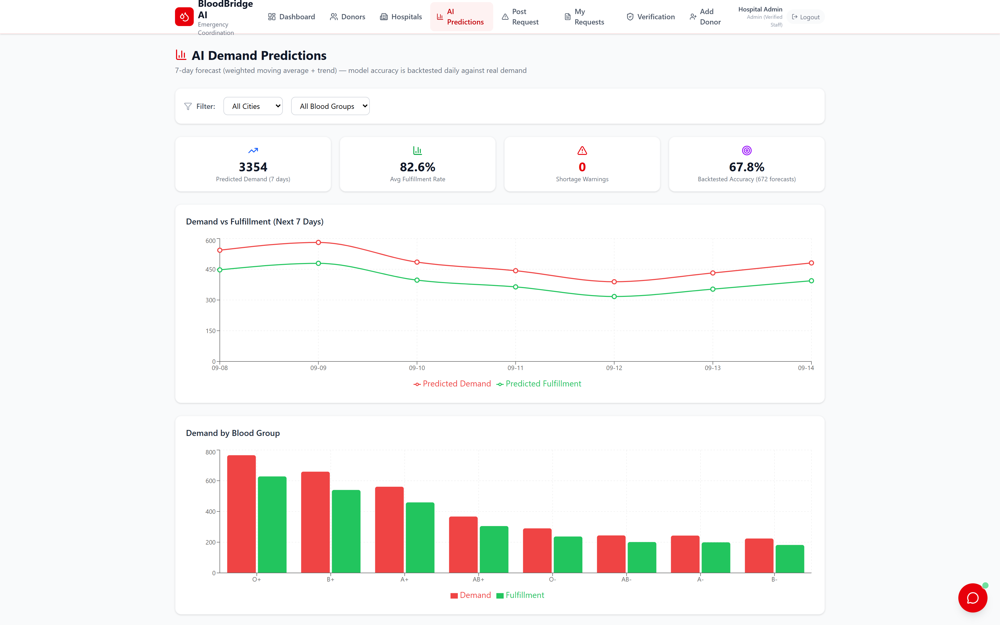 BloodBridge
AI
Emergency
Coordination
Dashboard
Donors
Hospitals
AI
Predictions
Post
Request
My
Requests
Verification
Add
Donor
Hospital Admin
Admin (Verified
Staff)
Logout
AI Demand Predictions
7-day forecast (weighted moving average + trend) — model accuracy is backtested daily against real demand
Filter:
All Cities
All Blood Groups
3354
Predicted Demand (7 days)
82.6%
Avg Fulfillment Rate
0
Shortage Warnings
67.8%
Backtested Accuracy (672 forecasts)
Demand vs Fulfillment (Next 7 Days)
600
450
300
150
0
09-08 09-09 09-10 09-11 09-12 09-13 09-14
Predicted Demand Predicted Fulfillment
Demand by Blood Group
800
600
400
200
0
O+ B+ A+ AB+ O- AB- A- B-
Demand Fulfillment